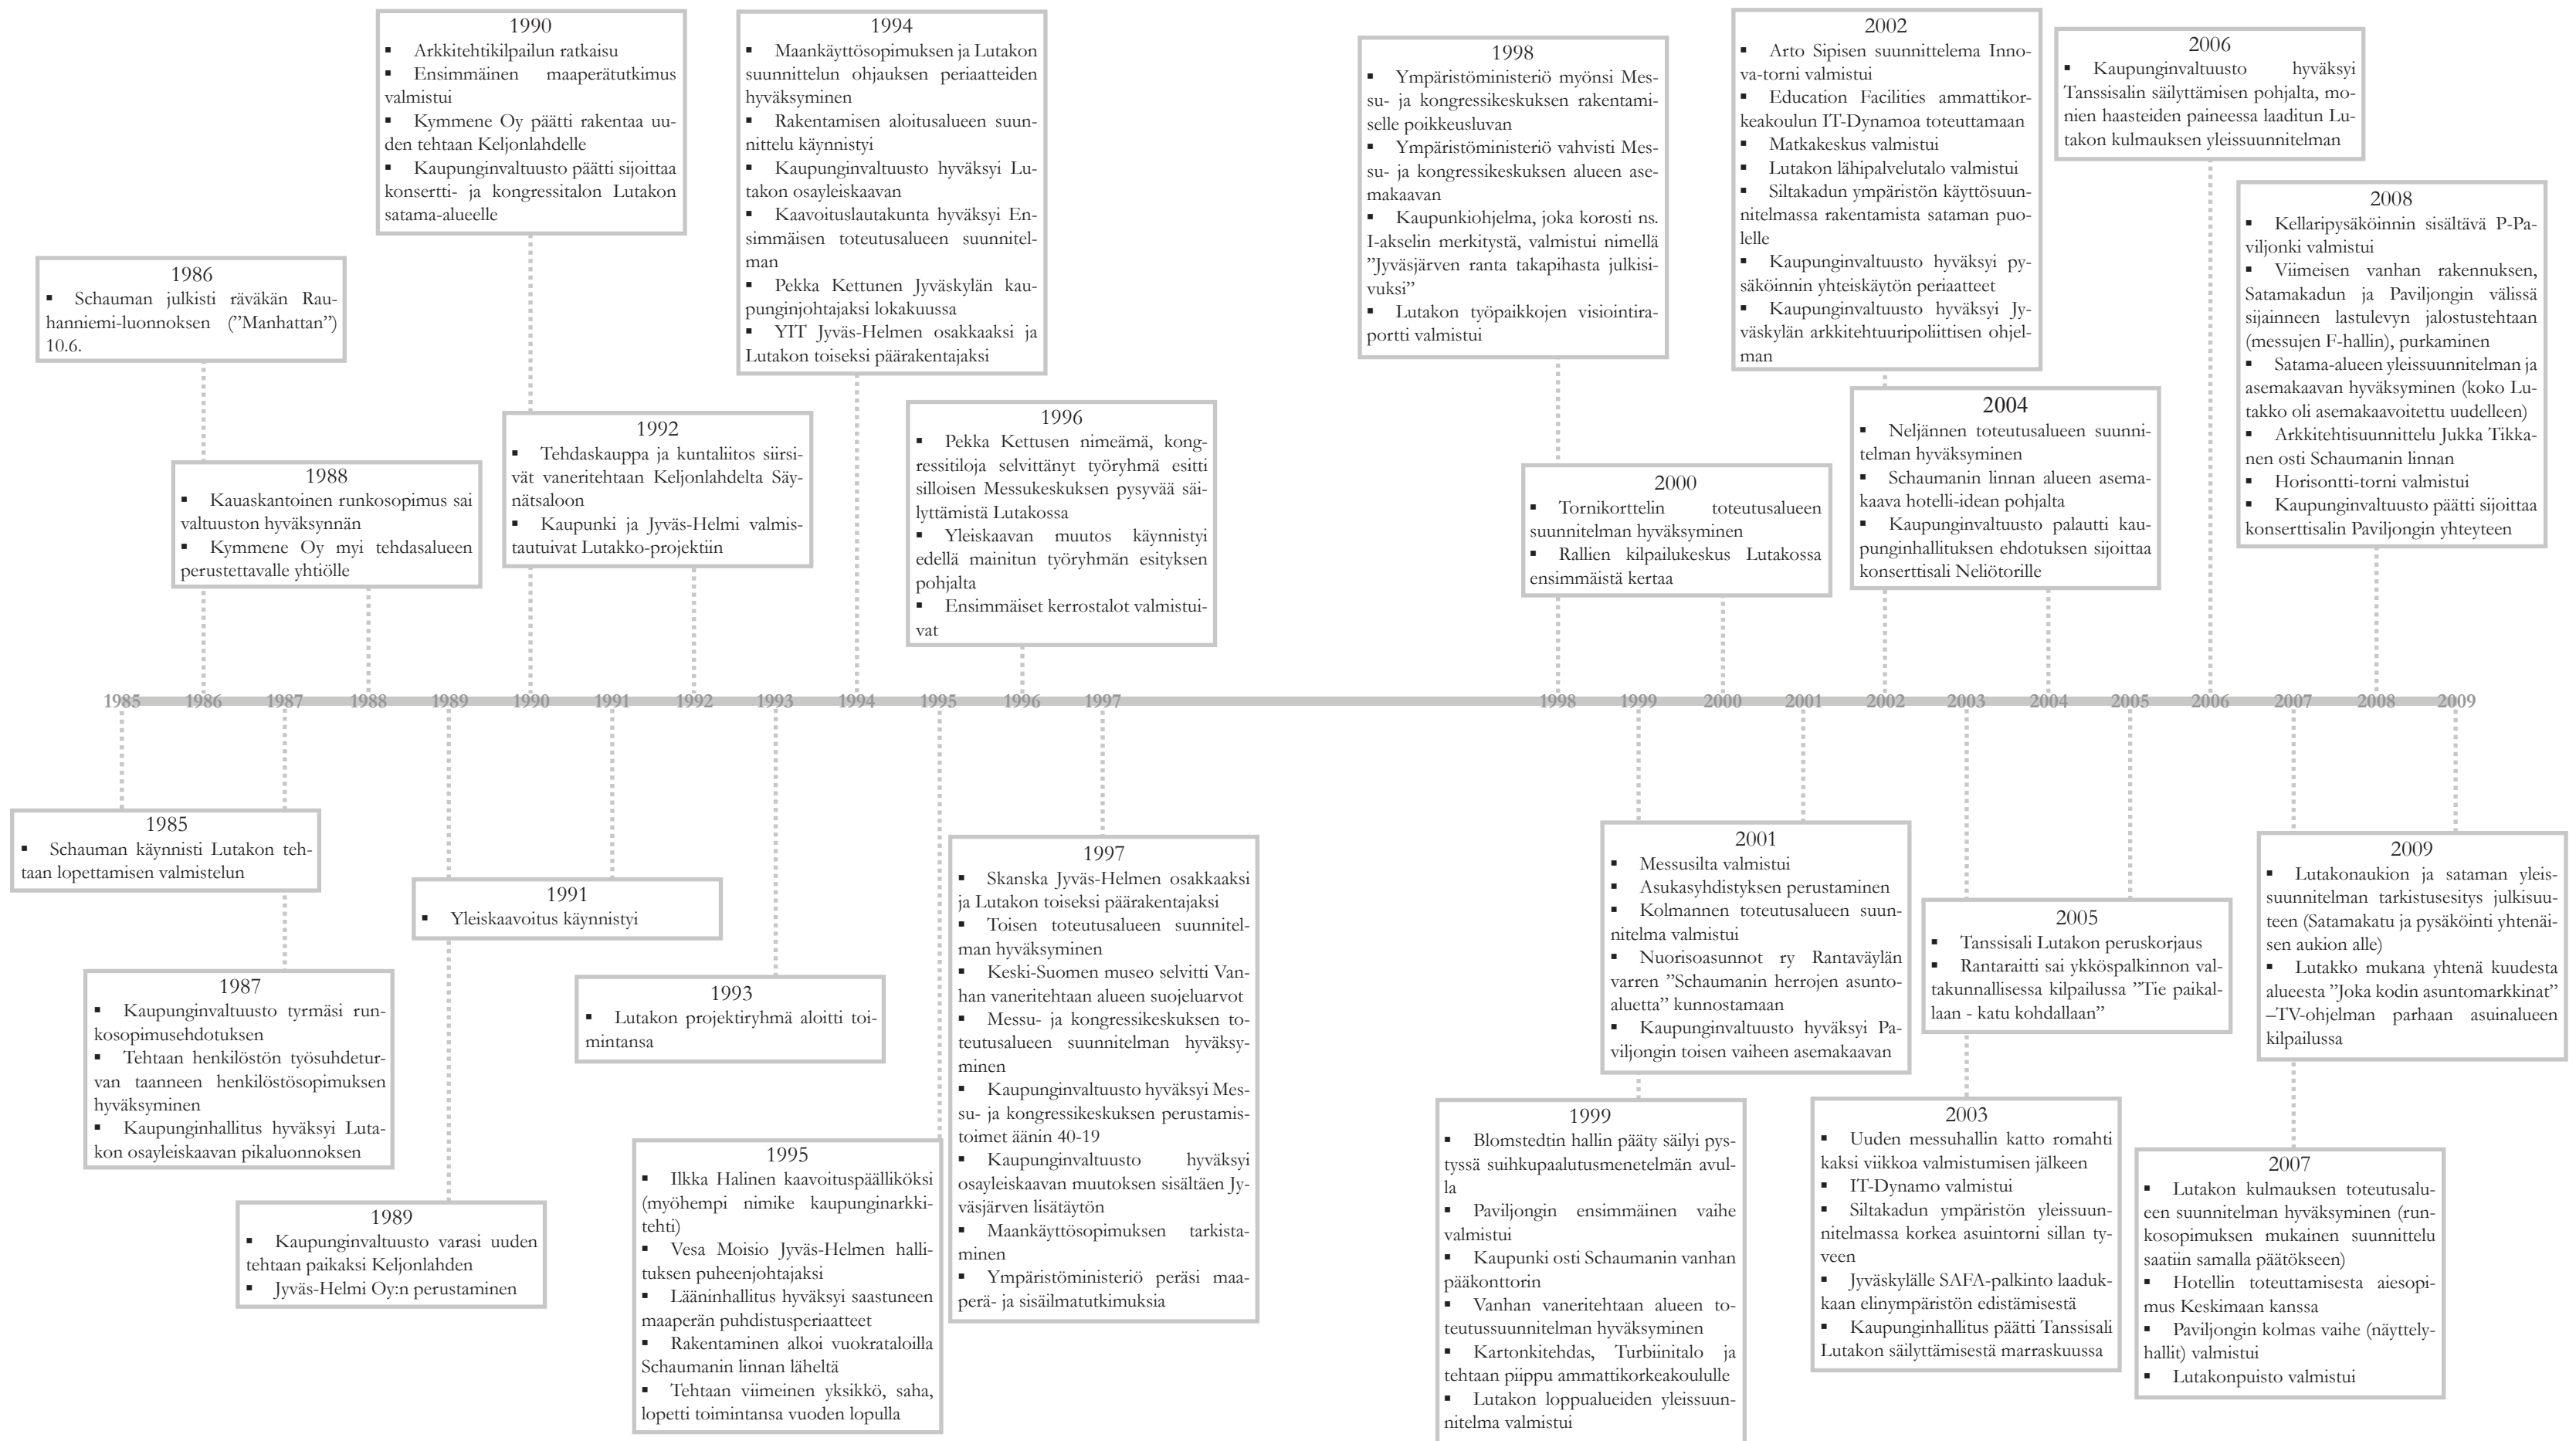 1990
▪ Arkkitehtikilpailun ratkaisu
▪ Ensimmäinen maaperätutkimus
valmistui
▪ Kymmene Oy päätti rakentaa uu-
den tehtaan Keljonlahdelle
▪ Kaupunginvaltuusto päätti sijoittaa
konsertti- ja kongressitalon Lutakon
satama-alueelle
1994
▪ Maankäyttösopimuksen ja Lutakon
suunnittelun ohjauksen periaatteiden
hyväksyminen
▪ Rakentamisen aloitusalueen suun-
nittelu käynnistyi
▪ Kaupunginvaltuusto hyväksyi Lu-
takon osayleiskaavan
▪ Kaavoituslautakunta hyväksyi En-
simmäisen toteutusalueen suunnitel-
man
▪ Pekka Kettunen Jyväskylän kau-
punginjohtajaksi lokakuussa
▪ YIT Jyväs-Helmen osakkaaksi ja
Lutakon toiseksi päärakentajaksi
1998
▪ Ympäristöministeriö myönsi Mes-
su- ja kongressikeskuksen rakentami-
selle poikkeusluvan
▪ Ympäristöministeriö vahvisti Mes-
su- ja kongressikeskuksen alueen ase-
makaavan
▪ Kaupunkiohjelma, joka korosti ns.
I-akselin merkitystä, valmistui nimellä
”Jyväsjärven ranta takapihasta julkisi-
vuksi”
▪ Lutakon työpaikkojen visiointira-
portti valmistui
2002
▪ Arto Sipisen suunnittelema Inno-
va-torni valmistui
▪ Education Facilities ammattikor-
keakoulun IT-Dynamoa toteuttamaan
▪ Matkakeskus valmistui
▪ Lutakon lähipalvelutalo valmistui
▪ Siltakadun ympäristön käyttösuun-
nitelmassa rakentamista sataman puo-
lelle
▪ Kaupunginvaltuusto hyväksyi py-
säköinnin yhteiskäytön periaatteet
▪ Kaupunginvaltuusto hyväksyi Jy-
väskylän arkkitehtuuripoliittisen ohjel-
man
2006
▪ Kaupunginvaltuusto hyväksyi
Tanssisalin säilyttämisen pohjalta, mo-
nien haasteiden paineessa laaditun Lu-
takon kulmauksen yleissuunnitelman
2008
▪ Kellaripysäköinnin sisältävä P-Pa-
viljonki valmistui
▪ Viimeisen vanhan rakennuksen,
Satamakadun ja Paviljongin välissä
sijainneen lastulevyn jalostustehtaan
(messujen F-hallin), purkaminen
▪ Satama-alueen yleissuunnitelman ja
asemakaavan hyväksyminen (koko Lu-
takko oli asemakaavoitettu uudelleen)
▪ Arkkitehtisuunnittelu Jukka Tikka-
nen osti Schaumanin linnan
▪ Horisontti-torni valmistui
▪ Kaupunginvaltuusto päätti sijoittaa
konserttisalin Paviljongin yhteyteen
1986
▪ Schauman julkisti räväkän Rau-
hanniemi-luonnoksen (”Manhattan”)
10.6.
1988
▪ Kauaskantoinen runkosopimus sai
valtuuston hyväksynnän
▪ Kymmene Oy myi tehdasalueen
perustettavalle yhtiölle
1992
▪ Tehdaskauppa ja kuntaliitos siirsi-
vät vaneritehtaan Keljonlahdelta Säy-
nätsaloon
▪ Kaupunki ja Jyväs-Helmi valmis-
tautuivat Lutakko-projektiin
1996
▪ Pekka Kettusen nimeämä, kong-
ressitiloja selvittänyt työryhmä esitti
silloisen Messukeskuksen pysyvää säi-
lyttämistä Lutakossa
▪ Yleiskaavan muutos käynnistyi
edellä mainitun työryhmän esityksen
pohjalta
▪ Ensimmäiset kerrostalot valmistui-
vat
2000
▪ Tornikorttelin toteutusalueen
suunnitelman hyväksyminen
▪ Rallien kilpailukeskus Lutakossa
ensimmäistä kertaa
2004
▪ Neljännen toteutusalueen suunni-
telman hyväksyminen
▪ Schaumanin linnan alueen asema-
kaava hotelli-idean pohjalta
▪ Kaupunginvaltuusto palautti kau-
punginhallituksen ehdotuksen sijoittaa
konserttisali Neliötorille
1985 1986 1987 1988 1989 1990 1991 1992 1993 1994 1995 1996 1997 1998 1999 2000 2001 2002 2003 2004 2005 2006 2007 2008 2009
1985
▪ Schauman käynnisti Lutakon teh-
taan lopettamisen valmistelun
1987
▪ Kaupunginvaltuusto tyrmäsi run-
kosopimusehdotuksen
▪ Tehtaan henkilöstön työsuhdetur-
van taanneen henkilöstösopimuksen
hyväksyminen
▪ Kaupunginhallitus hyväksyi Luta-
kon osayleiskaavan pikaluonnoksen
1989
▪ Kaupunginvaltuusto varasi uuden
tehtaan paikaksi Keljonlahden
▪ Jyväs-Helmi Oy:n perustaminen
1991
▪ Yleiskaavoitus käynnistyi
1993
▪ Lutakon projektiryhmä aloitti toi-
mintansa
1995
▪ Ilkka Halinen kaavoituspäälliköksi
(myöhempi nimike kaupunginarkki-
tehti)
▪ Vesa Moisio Jyväs-Helmen halli-
tuksen puheenjohtajaksi
▪ Lääninhallitus hyväksyi saastuneen
maaperän puhdistusperiaatteet
▪ Rakentaminen alkoi vuokrataloilla
Schaumanin linnan läheltä
▪ Tehtaan viimeinen yksikkö, saha,
lopetti toimintansa vuoden lopulla
1997
▪ Skanska Jyväs-Helmen osakkaaksi
ja Lutakon toiseksi päärakentajaksi
▪ Toisen toteutusalueen suunnitel-
man hyväksyminen
▪ Keski-Suomen museo selvitti Van-
han vaneritehtaan alueen suojeluarvot
▪ Messu- ja kongressikeskuksen to-
teutusalueen suunnitelman hyväksy-
minen
▪ Kaupunginvaltuusto hyväksyi Mes-
su- ja kongressikeskuksen perustamis-
toimet äänin 40-19
▪ Kaupunginvaltuusto hyväksyi
osayleiskaavan muutoksen sisältäen Jy-
väsjärven lisätäytön
▪ Maankäyttösopimuksen tarkista-
minen
▪ Ympäristöministeriö peräsi maa-
perä- ja sisäilmatutkimuksia
1999
▪ Blomstedtin hallin pääty säilyi pys-
tyssä suihkupaalutusmenetelmän avul-
la
▪ Paviljongin ensimmäinen vaihe
valmistui
▪ Kaupunki osti Schaumanin vanhan
pääkonttorin
▪ Vanhan vaneritehtaan alueen to-
teutussuunnitelman hyväksyminen
▪ Kartonkitehdas, Turbiinitalo ja
tehtaan piippu ammattikorkeakoululle
▪ Lutakon loppualueiden yleissuun-
nitelma valmistui
2001
▪ Messusilta valmistui
▪ Asukasyhdistyksen perustaminen
▪ Kolmannen toteutusalueen suun-
nitelma valmistui
▪ Nuorisoasunnot ry Rantaväylän
varren ”Schaumanin herrojen asunto-
aluetta” kunnostamaan
▪ Kaupunginvaltuusto hyväksyi Pa-
viljongin toisen vaiheen asemakaavan
2003
▪ Uuden messuhallin katto romahti
kaksi viikkoa valmistumisen jälkeen
▪ IT-Dynamo valmistui
▪ Siltakadun ympäristön yleissuun-
nitelmassa korkea asuintorni sillan ty-
veen
▪ Jyväskylälle SAFA-palkinto laaduk-
kaan elinympäristön edistämisestä
▪ Kaupunginhallitus päätti Tanssisali
Lutakon säilyttämisestä marraskuussa
2005
▪ Tanssisali Lutakon peruskorjaus
▪ Rantaraitti sai ykköspalkinnon val-
takunnallisessa kilpailussa ”Tie paikal-
laan - katu kohdallaan”
2007
▪ Lutakon kulmauksen toteutusalu-
een suunnitelman hyväksyminen (run-
kosopimuksen mukainen suunnittelu
saatiin samalla päätökseen)
▪ Hotellin toteuttamisesta aiesopi-
mus Keskimaan kanssa
▪ Paviljongin kolmas vaihe (näyttely-
hallit) valmistui
▪ Lutakonpuisto valmistui
2009
▪ Lutakonaukion ja sataman yleis-
suunnitelman tarkistusesitys julkisuu-
teen (Satamakatu ja pysäköinti yhtenäi-
sen aukion alle)
▪ Lutakko mukana yhtenä kuudesta
alueesta ”Joka kodin asuntomarkkinat”
–TV-ohjelman parhaan asuinalueen
kilpailussa